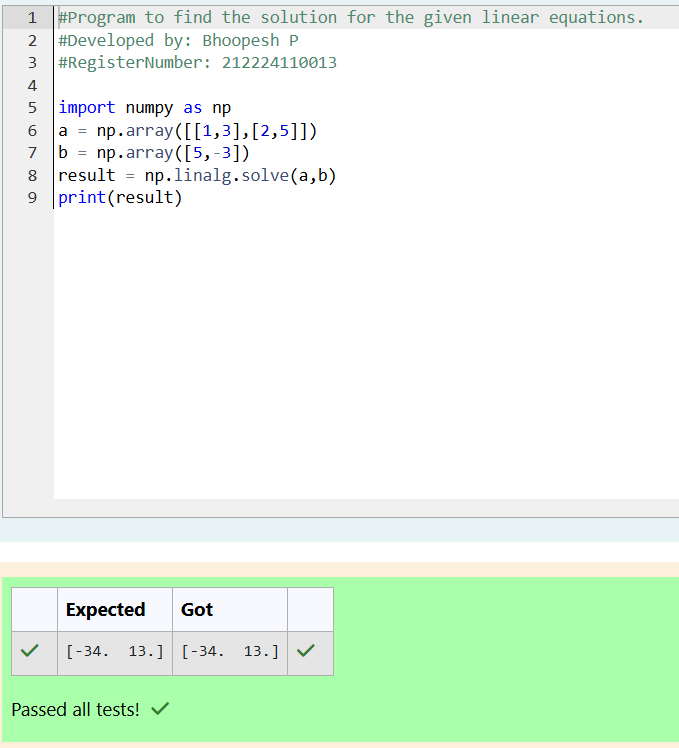 1 #Program to find the solution for the given linear equations.
2 #Developed by: Bhoopesh P
3 #RegisterNumber: 212224110013
4
5 import numpy as np
6 a = np.array([[1,3],[2,5]])
7 b = np.array([5,-3])
8 result = np.linalg.solve(a,b)
9 print(result)
Expected Got
[-34.  13.] [-34.  13.]
Passed all tests!